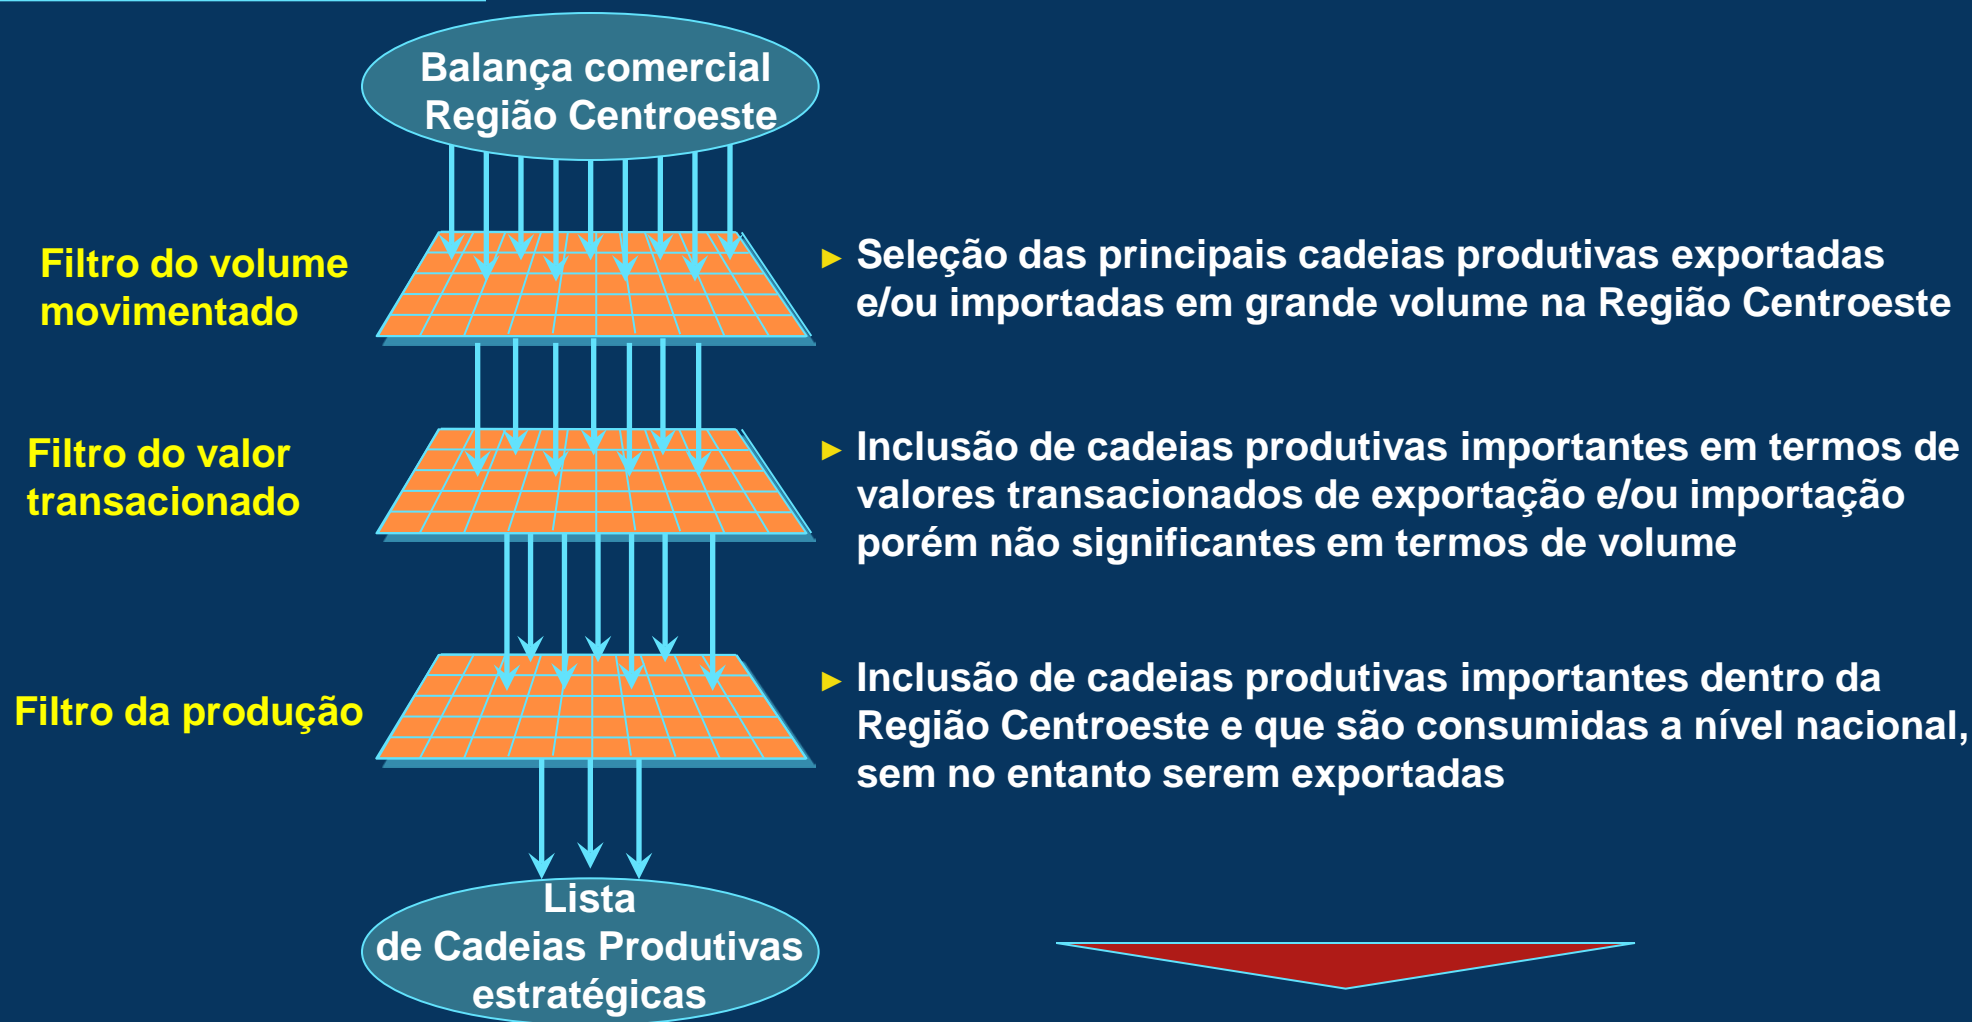 Balança comercial
Região Centroeste
Filtro do volume
movimentado
► Seleção das principais cadeias produtivas exportadas
e/ou importadas em grande volume na Região Centroeste
Filtro do valor
transacionado
► Inclusão de cadeias produtivas importantes em termos de
valores transacionados de exportação e/ou importação
porém não significantes em termos de volume
Filtro da produção
► Inclusão de cadeias produtivas importantes dentro da
Região Centroeste e que são consumidas a nível nacional,
sem no entanto serem exportadas
Lista
de Cadeias Produtivas
estratégicas